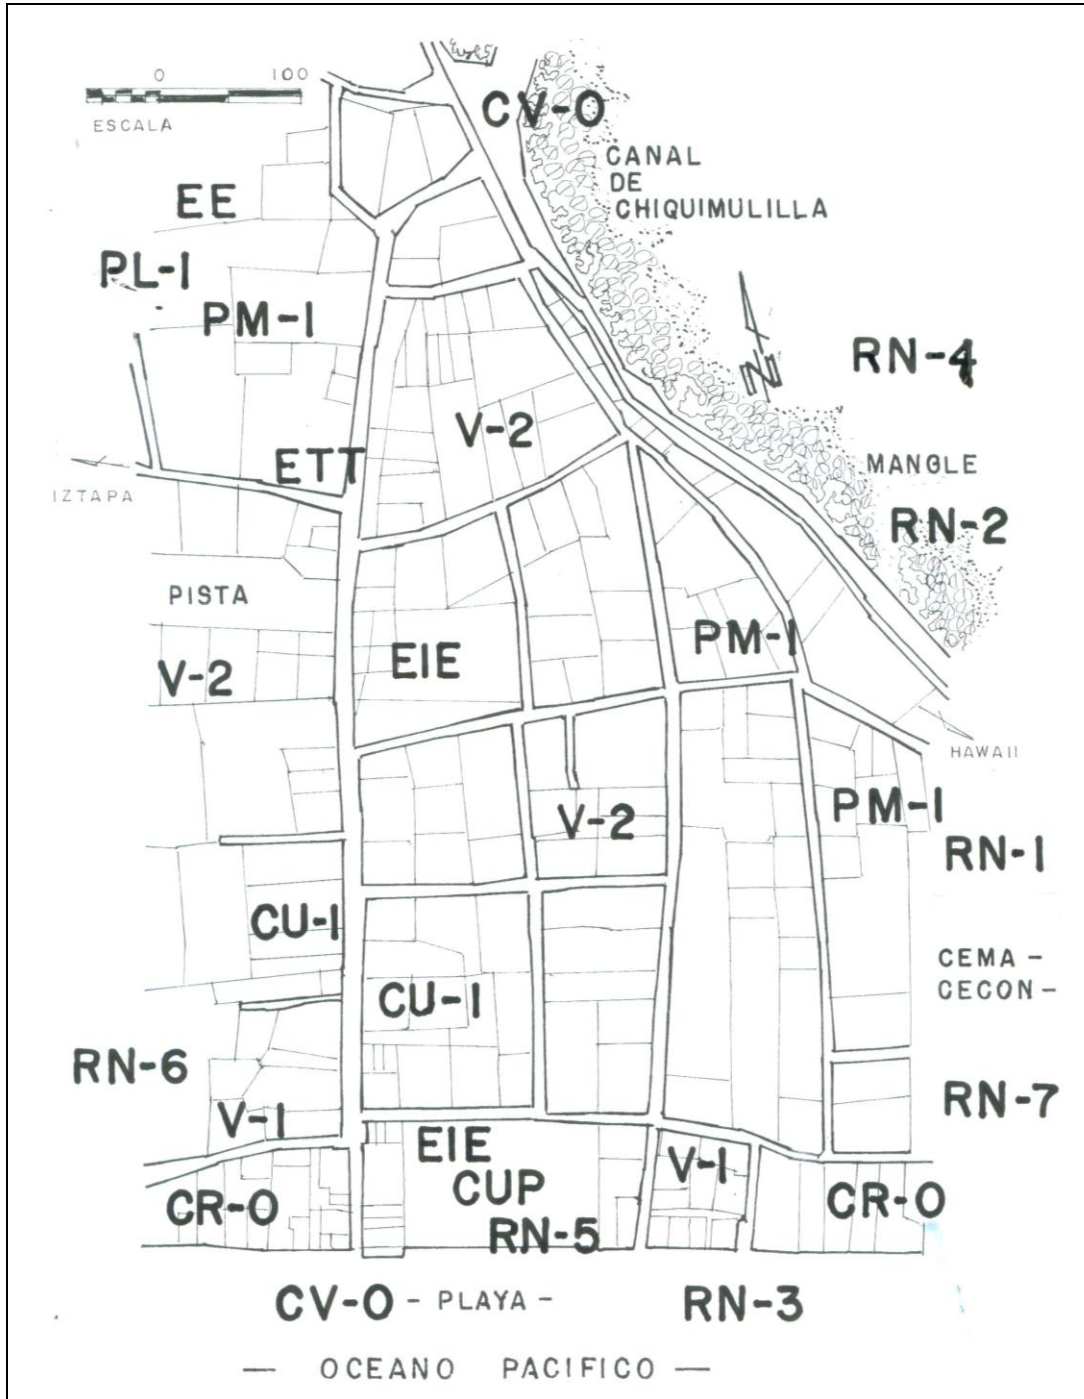 0 100
ESCALA
CV-0
CANAL
DE
CHIQUIMULILLA
EE
PL-1
PM-1
N
RN-4
V-2
ETT
MANGLE
IZTAPA
RN-2
PISTA
PM-1
EIE
V-2
HAWAII
V-2
PM-1
RN-1
CU-1
CEMA -
CECON -
CU-1
RN-6
RN-7
V-1
EIE
V-1
CUP
CR-0
CR-0
RN-5
CV-0 - PLAYA - RN-3
— OCEANO PACIFICO —